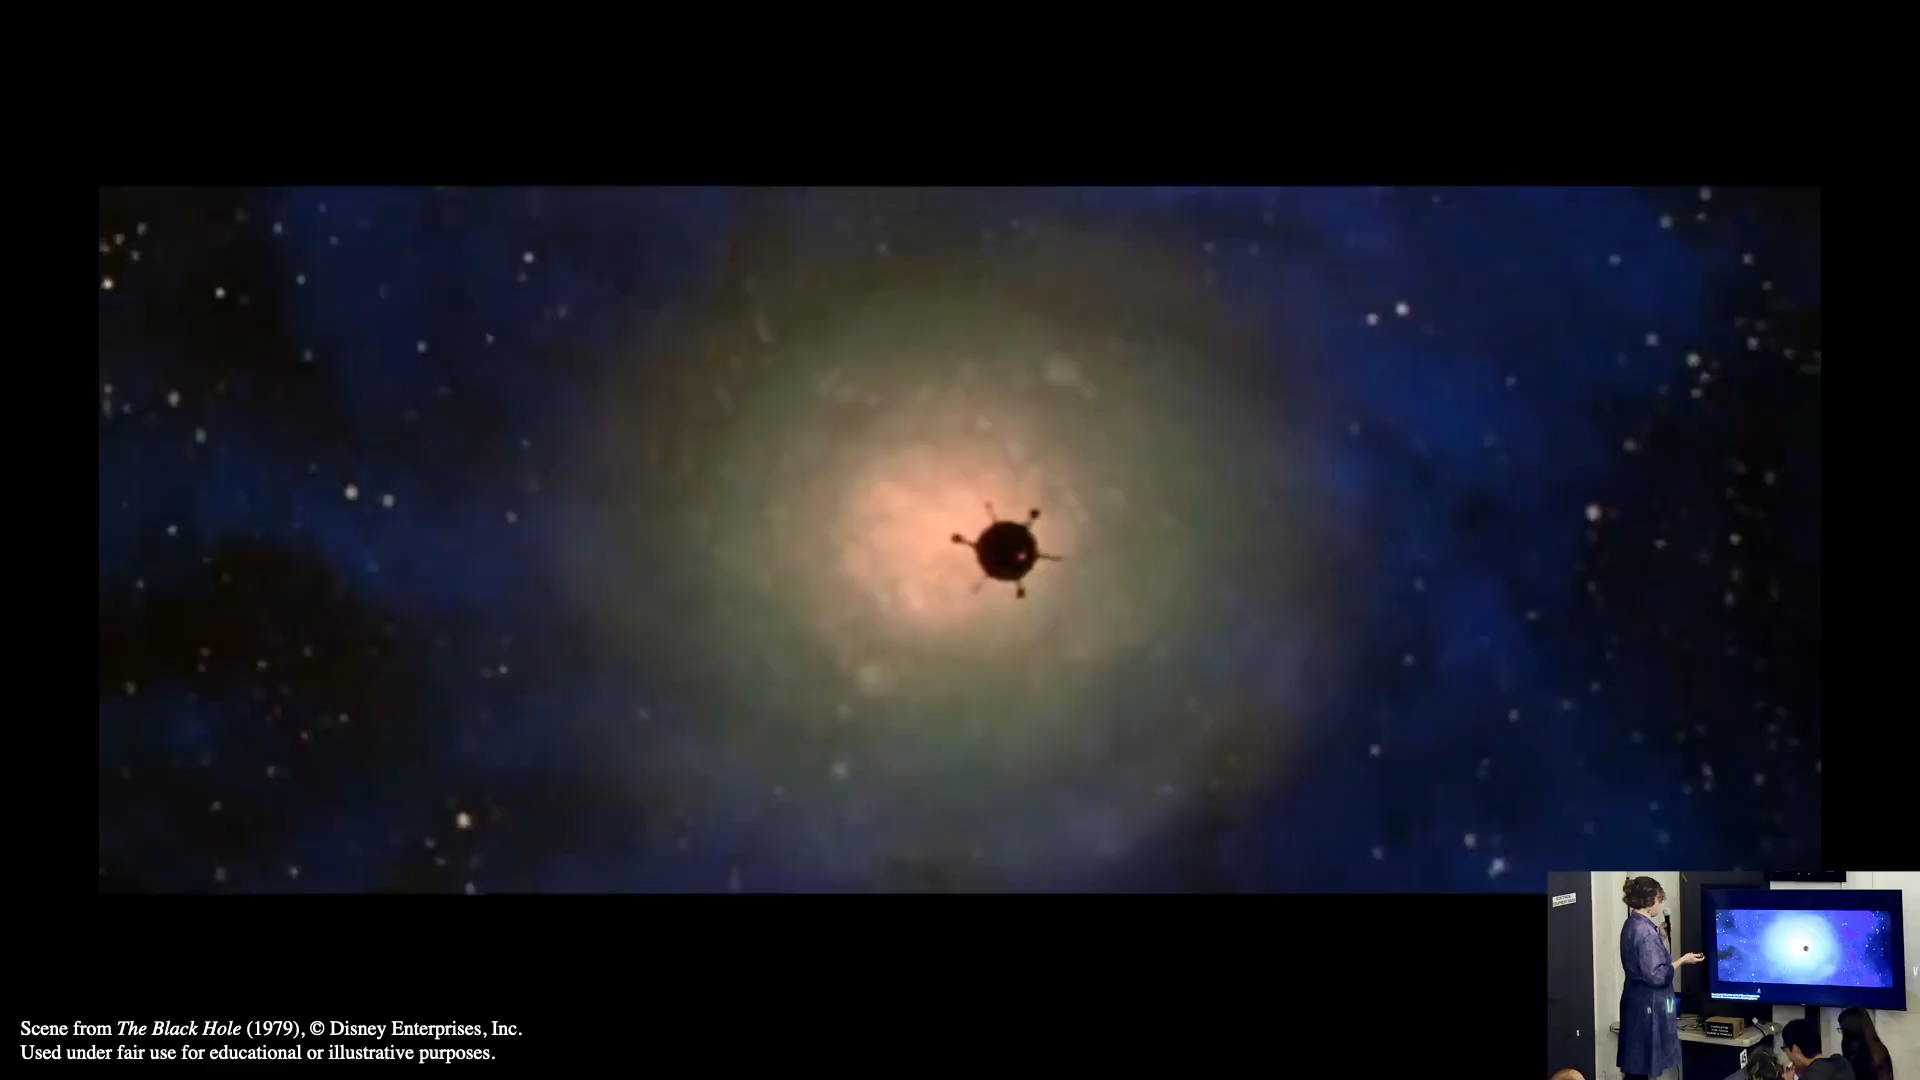 Scene from The Black Hole (1979), © Disney Enterprises, Inc.
Used under fair use for educational or illustrative purposes.